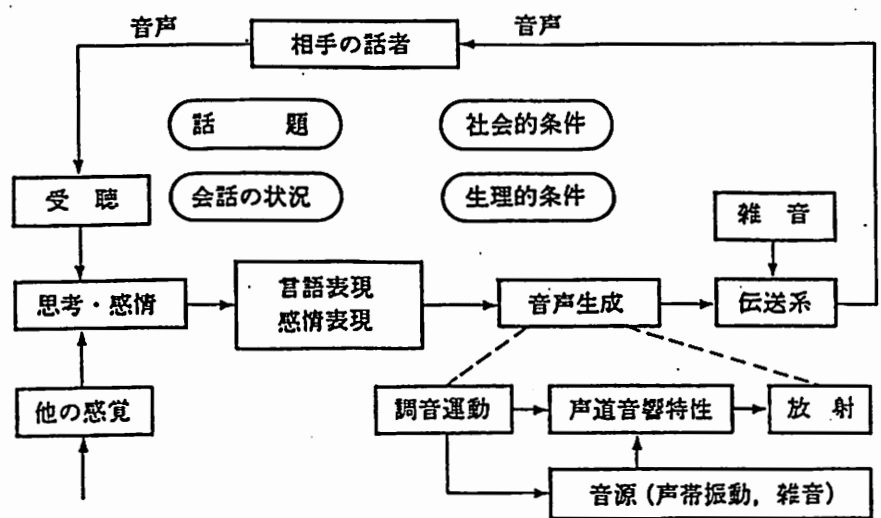 音声
音声
相手の話者
話 題
社会的条件
受 聴
会話の状況
生理的条件
雑 音
思考・感情
言語表現
感情表現
音声生成
伝送系
他の感覚
調音運動
声道音響特性
放 射
音源(声帯振動, 雑音)